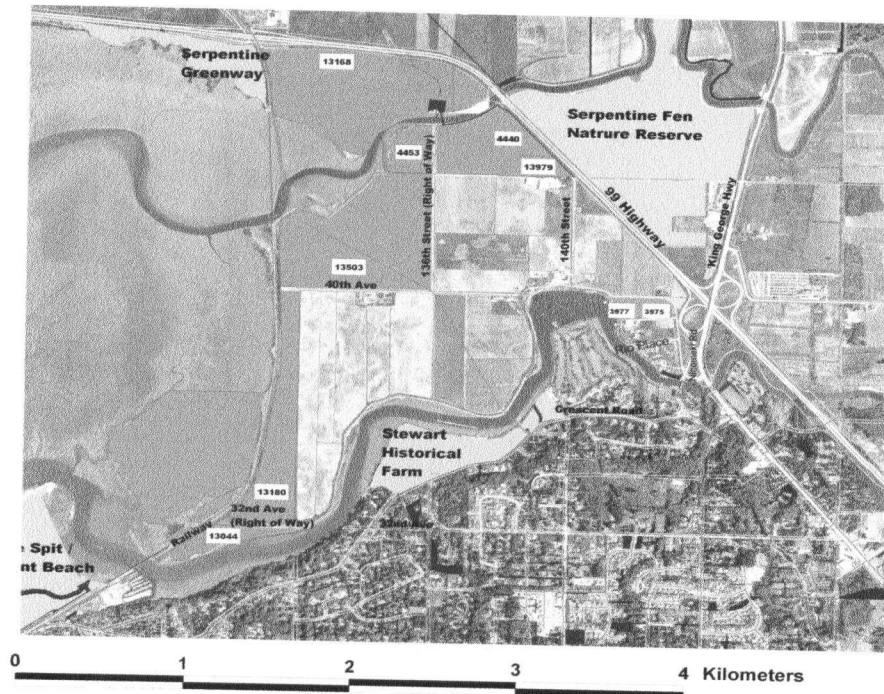 Serpentine
Greenway
13168
Serpentine Fen
Natrure Reserve
4453
4440
13979
136th Street (Right of Way)
140th Street
99 Highway
King George Hwy
13503
40th Ave
3977
3975
Crescent Road
Stewart
Historical
Farm
13180
32nd Ave
(Right of Way)
32nd Ave
Railway
13044
e Spit /
nt Beach
0 1 2 3 4 Kilometers